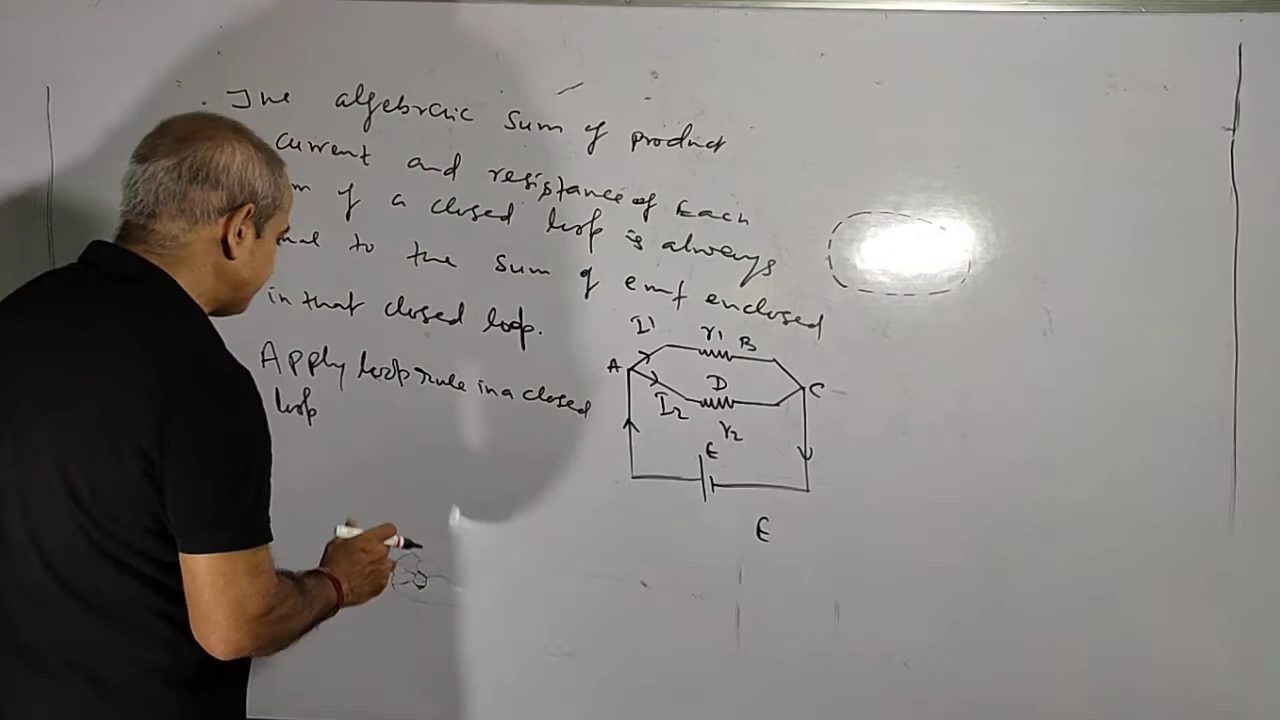 The algebraic sum of product
current and resistance of Each
of a closed loop is always
to the sum of emf enclosed
in that closed loop.
Apply loop rule in a closed
loop
I1
r1
B
A
D
C
I2
r2
E
E